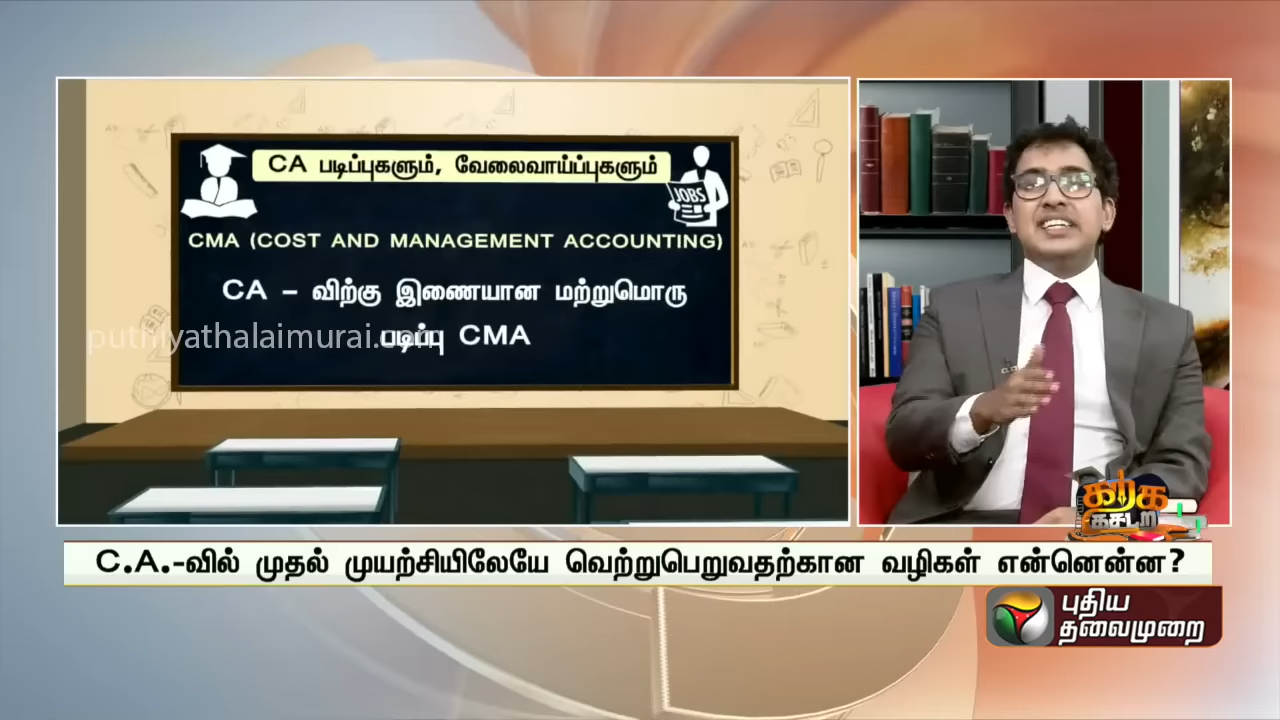 CA படிப்புகளும், வேலைவாய்ப்புகளும்
JOBS
CMA (COST AND MANAGEMENT ACCOUNTING)
CA – விற்கு இணையான மற்றுமொரு
படிப்பு CMA
puthiyathalaimurai.com
கற்க
கசடற
C.A.-வில் முதல் முயற்சியிலேயே வெற்றுபெறுவதற்கான வழிகள் என்னென்ன?
புதிய
தலைமுறை